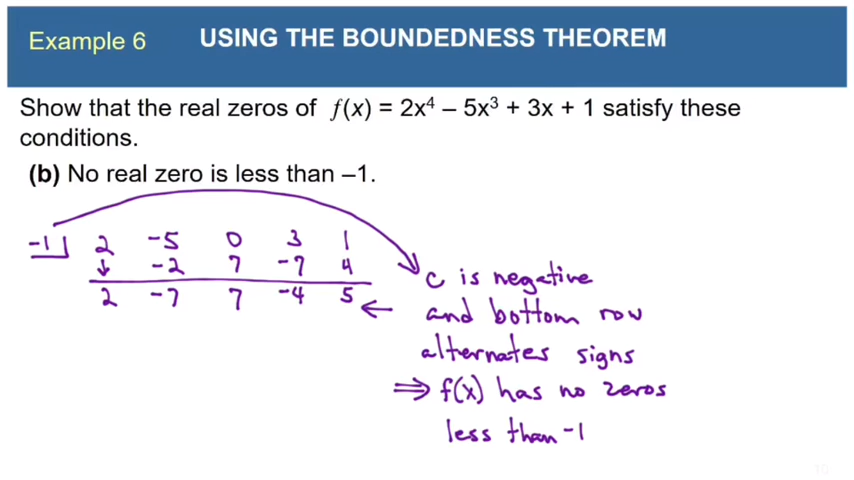 Example 6 USING THE BOUNDEDNESS THEOREM
Show that the real zeros of f(x) = 2x⁴ – 5x³ + 3x + 1 satisfy these
conditions.
(b) No real zero is less than –1.
-1⌋ 2 -5 0 3 1
↓ -2 7 -7 4
2 -7 7 -4 5 ←
c is negative
and bottom row
alternates signs
⇒ f(x) has no zeros
less than -1
10